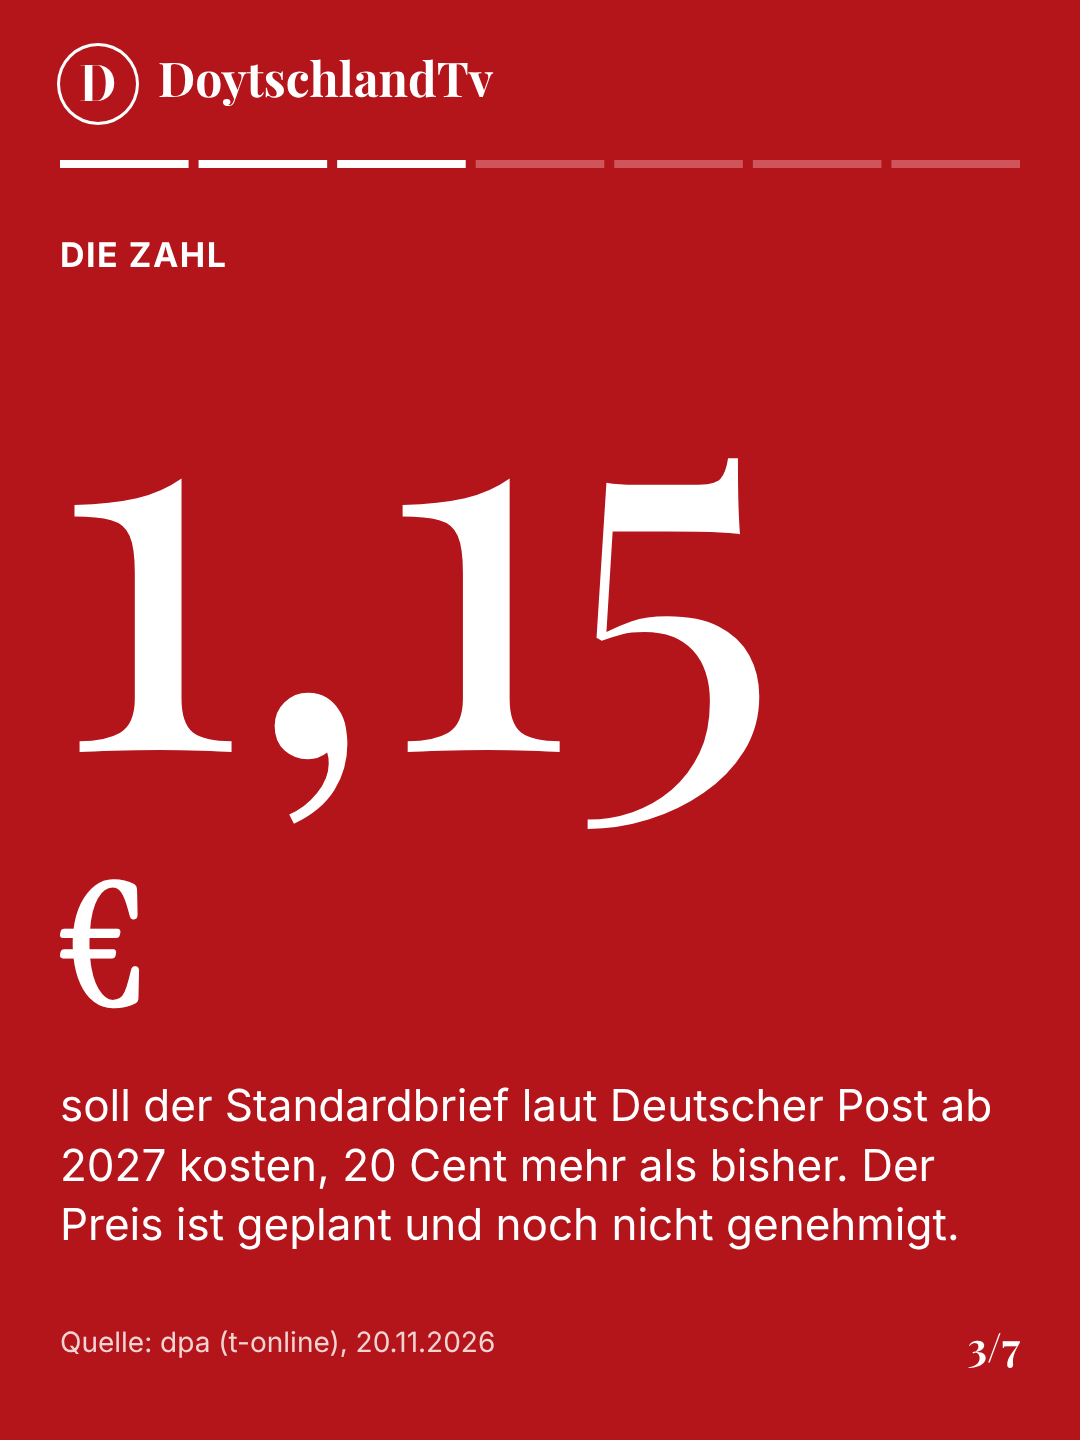 D DoytschlandTv
DIE ZAHL
1,15
€
soll der Standardbrief laut Deutscher Post ab
2027 kosten, 20 Cent mehr als bisher. Der
Preis ist geplant und noch nicht genehmigt.
Quelle: dpa (t-online), 20.11.2026
3/7